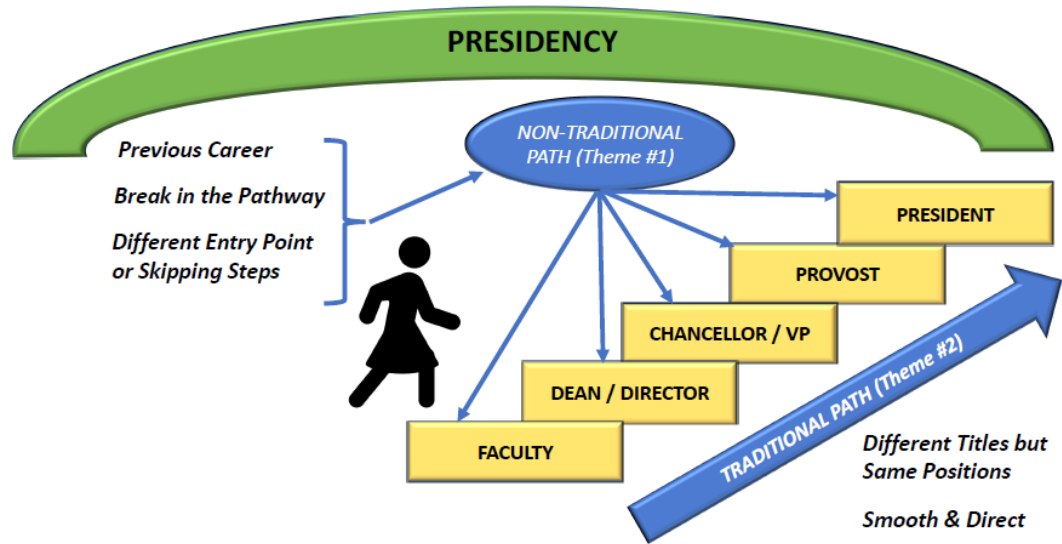 PRESIDENCY
NON-TRADITIONAL
PATH (Theme #1)
Previous Career
Break in the Pathway
Different Entry Point
or Skipping Steps
PRESIDENT
PROVOST
CHANCELLOR / VP
DEAN / DIRECTOR
FACULTY
TRADITIONAL PATH (Theme #2)
Different Titles but
Same Positions
Smooth & Direct